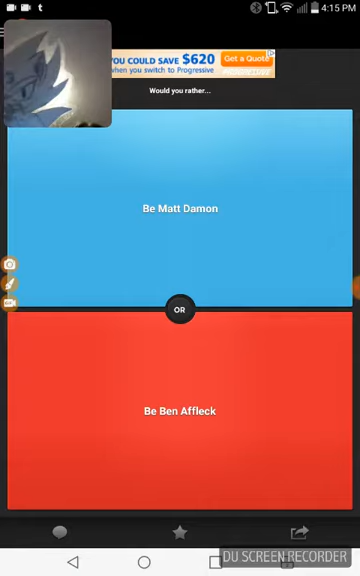 4:15 PM
YOU COULD SAVE $620
when you switch to Progressive
Get a Quote
PROGRESSIVE
Would you rather...
Be Matt Damon
OR
Be Ben Affleck
DU SCREEN RECORDER